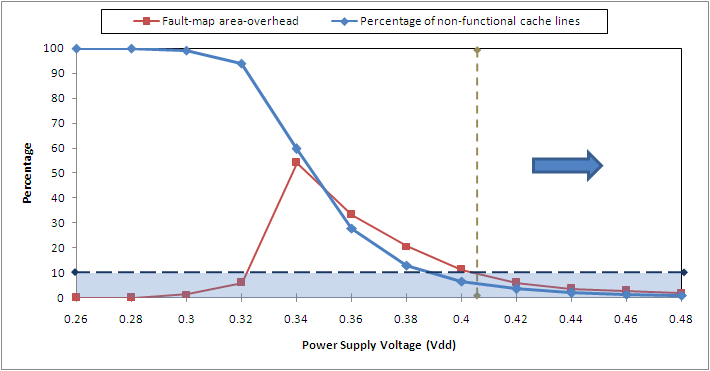 Fault-map area-overhead
Percentage of non-functional cache lines
100
90
80
70
60
50
40
30
20
10
0
Percentage
0.26 0.28 0.3 0.32 0.34 0.36 0.38 0.4 0.42 0.44 0.46 0.48
Power Supply Voltage (Vdd)